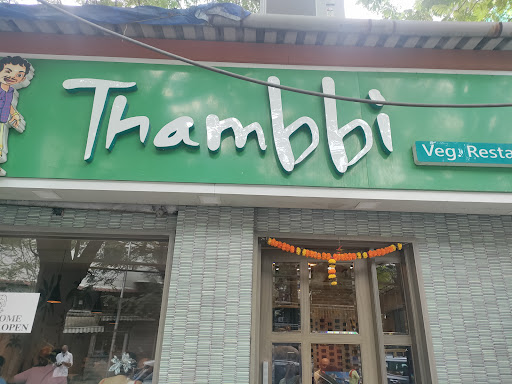 Thambbi
Veg. Resta
OME
OPEN